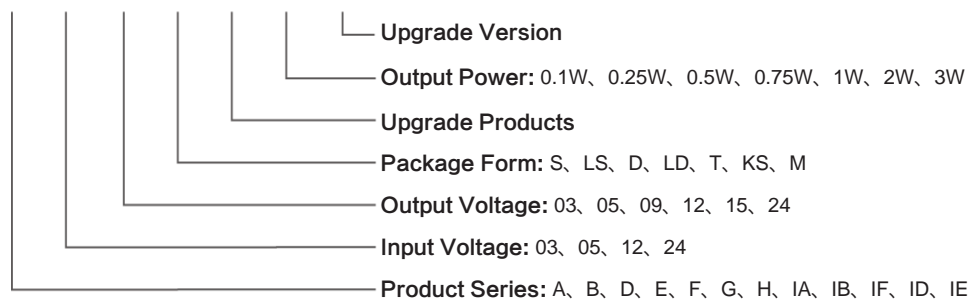 Upgrade Version
Output Power: 0.1W、0.25W、0.5W、0.75W、1W、2W、3W
Upgrade Products
Package Form: S、LS、D、LD、T、KS、M
Output Voltage: 03、05、09、12、15、24
Input Voltage: 03、05、12、24
Product Series: A、B、D、E、F、G、H、IA、IB、IF、ID、IE